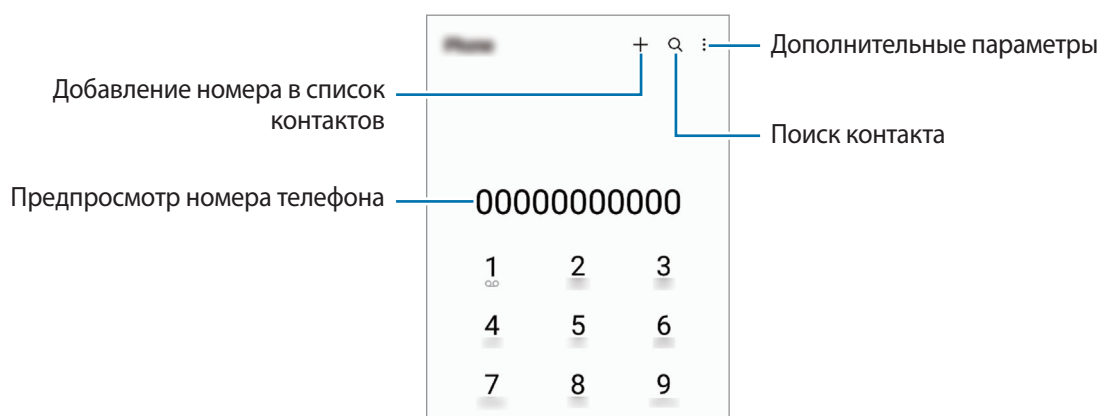 Дополнительные параметры
Добавление номера в список
контактов
Поиск контакта
Предпросмотр номера телефона
00000000000
1 2 3
4 5 6
7 8 9